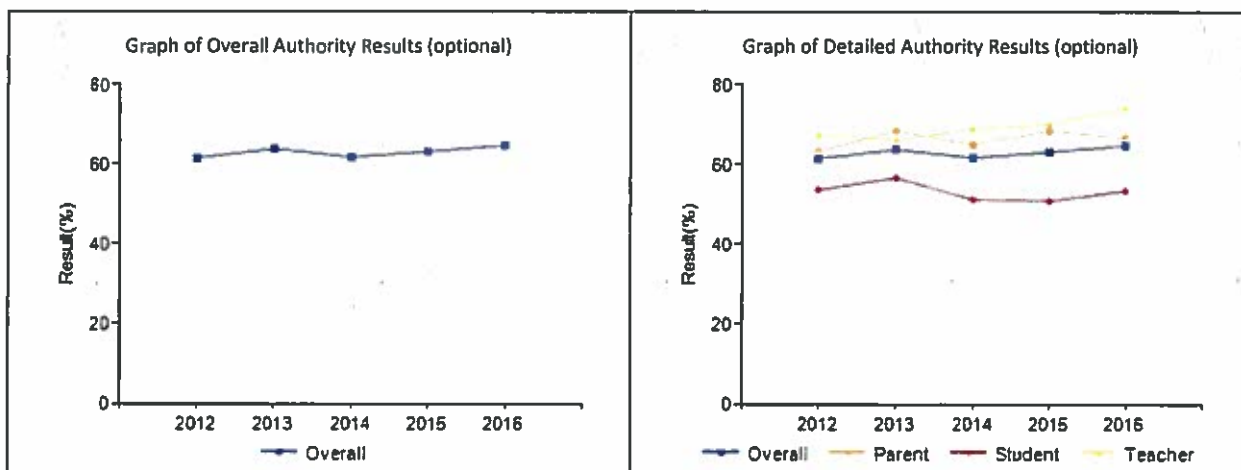 Graph of Overall Authority Results (optional)
80
60
40
20
0
Result(%)
2012 2013 2014 2015 2016
Overall
Graph of Detailed Authority Results (optional)
80
60
40
20
0
Result(%)
2012 2013 2014 2015 2016
Overall Parent Student Teacher